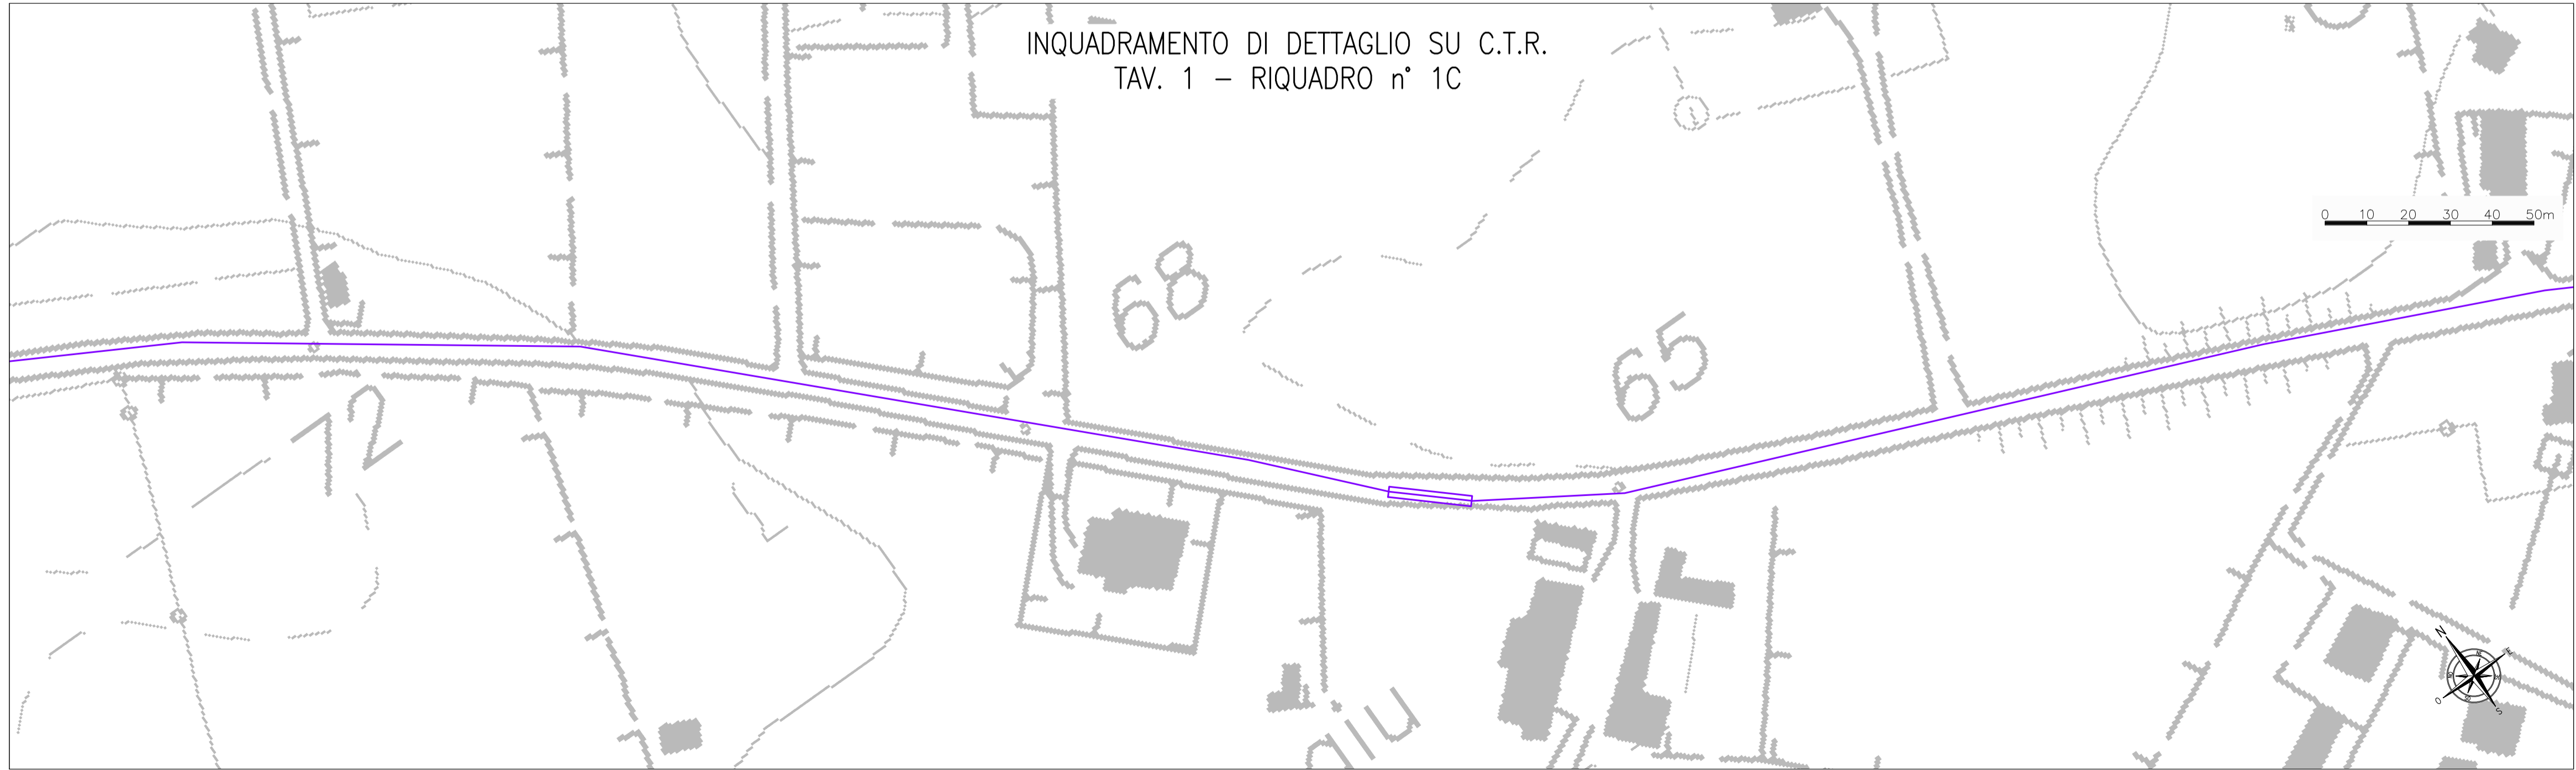 INQUADRAMENTO DI DETTAGLIO SU C.T.R.
TAV. 1 – RIQUADRO n° 1C
0 10 20 30 40 50m
68
65
72
N
E
O
S